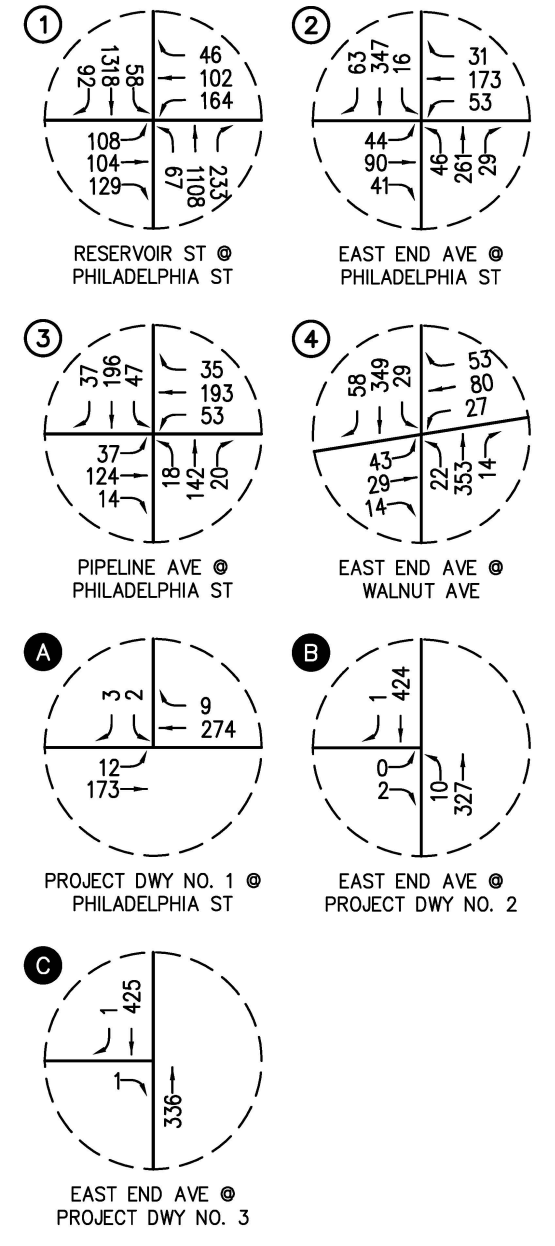 1
92 1318 58
46
102
164
108
104
129
67 1108 233
RESERVOIR ST @
PHILADELPHIA ST
2
63 347 16
31
173
53
44
90
41
46 261 29
EAST END AVE @
PHILADELPHIA ST
3
37 196 47
35
193
53
37
124
14
18 142 20
PIPELINE AVE @
PHILADELPHIA ST
4
58 349 29
53
80
27
43
29
14
22 353 14
EAST END AVE @
WALNUT AVE
A
3 2
9
274
12
173
PROJECT DWY NO. 1 @
PHILADELPHIA ST
B
1 424
0
2
10 327
EAST END AVE @
PROJECT DWY NO. 2
C
1 425
1
336
EAST END AVE @
PROJECT DWY NO. 3